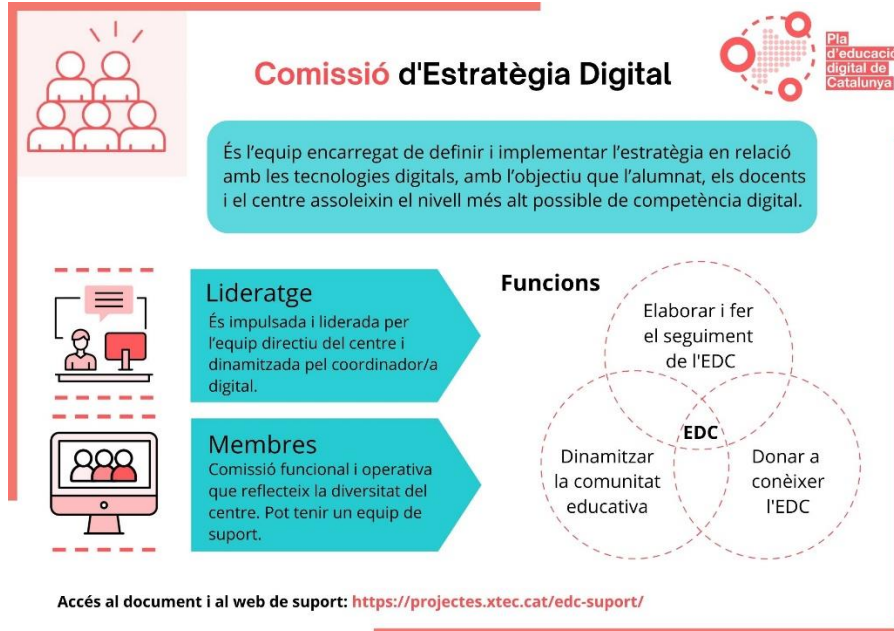 Comissió d'Estratègia Digital
Pla
d'educació
digital de
Catalunya
És l'equip encarregat de definir i implementar l'estratègia en relació
amb les tecnologies digitals, amb l'objectiu que l'alumnat, els docents
i el centre assoleixin el nivell més alt possible de competència digital.
Lideratge
És impulsada i liderada per
l'equip directiu del centre i
dinamitzada pel coordinador/a
digital.
Membres
Comissió funcional i operativa
que reflecteix la diversitat del
centre. Pot tenir un equip de
suport.
Funcions
Elaborar i fer
el seguiment
de l'EDC
EDC
Dinamitzar
la comunitat
educativa
Donar a
conèixer
l'EDC
Accés al document i al web de suport: https://projectes.xtec.cat/edc-suport/